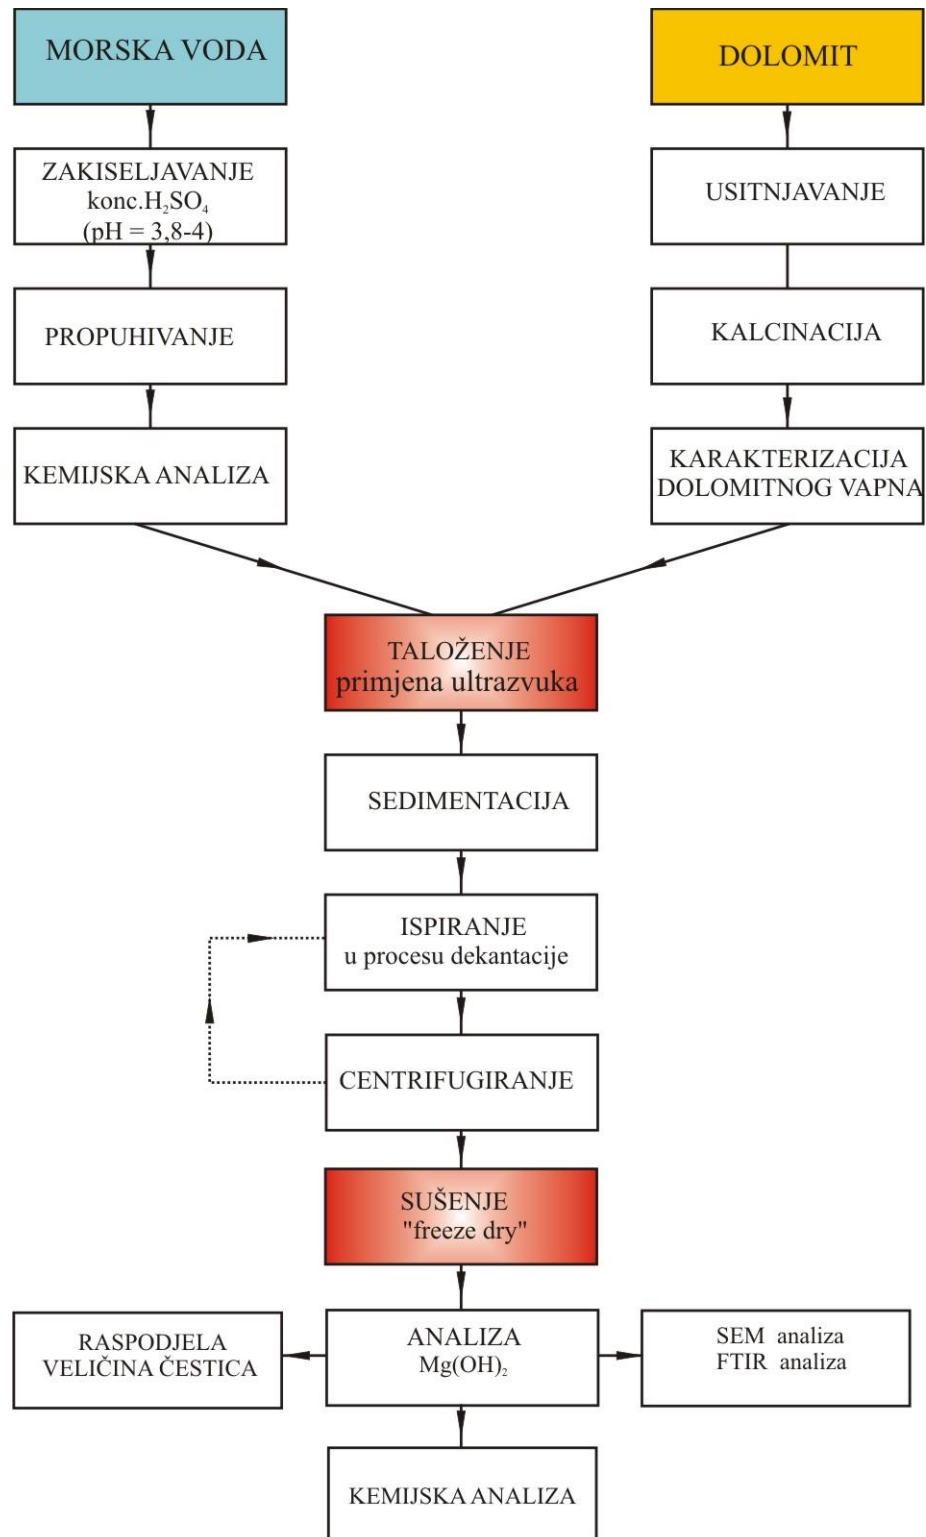 MORSKA VODA
DOLOMIT
ZAKISELJAVANJE
konc.H₂SO₄
(pH = 3,8-4)
USITNJAVANJE
PROPUHIVANJE
KALCINACIJA
KEMIJSKA ANALIZA
KARAKTERIZACIJA
DOLOMITNOG VAPNA
TALOŽENJE
primjena ultrazvuka
SEDIMENTACIJA
ISPIRANJE
u procesu dekantacije
CENTRIFUGIRANJE
SUŠENJE
"freeze dry"
RASPODJELA
VELIČINA ČESTICA
ANALIZA
Mg(OH)₂
SEM analiza
FTIR analiza
KEMIJSKA ANALIZA